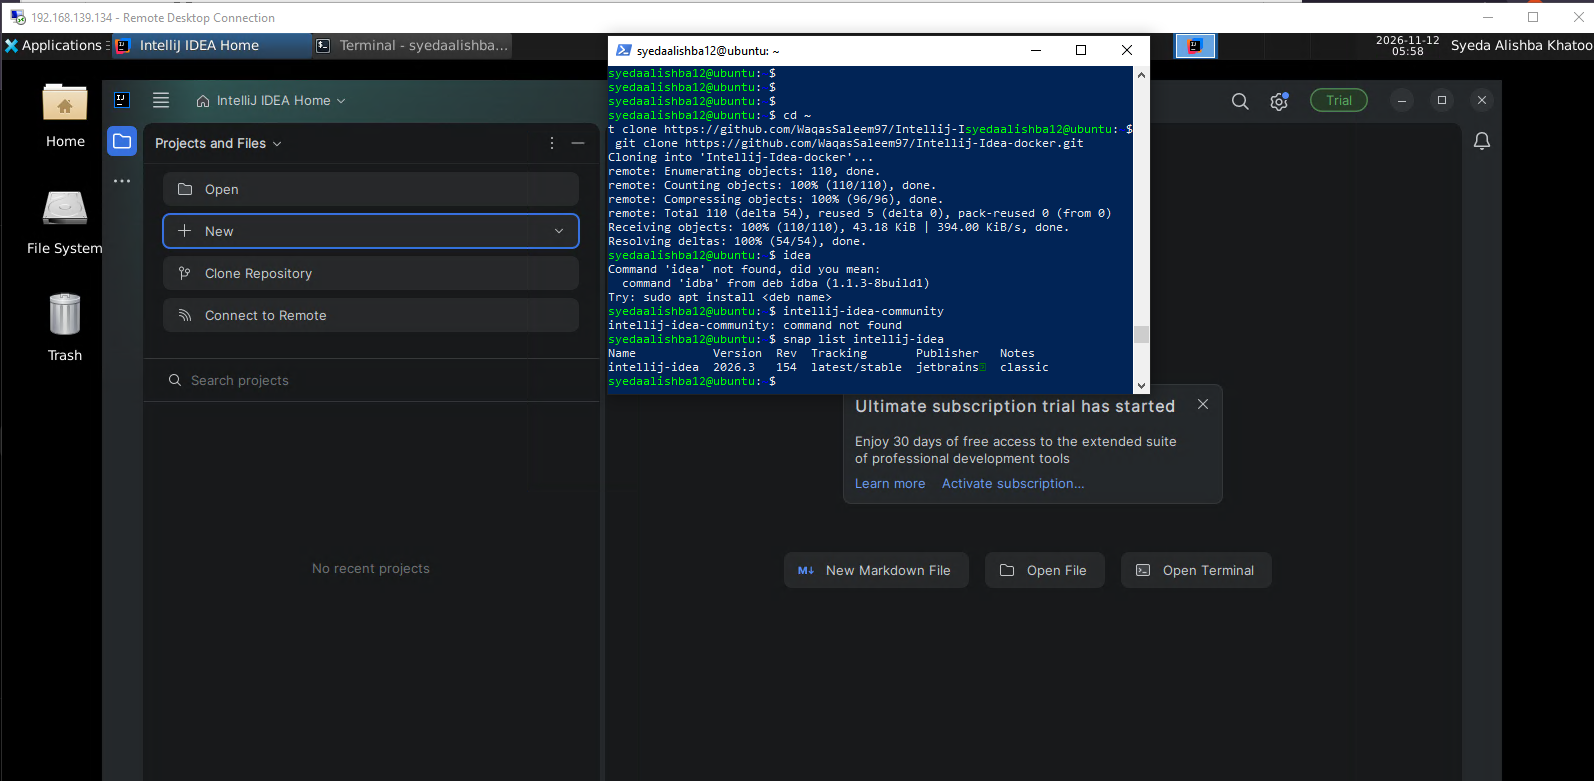 192.168.139.134 - Remote Desktop Connection
Applications
IntelliJ IDEA Home
Terminal - syedaalishba...
2026-11-12
05:58
Syeda Alishba Khatoo
Home
File System
Trash
IntelliJ IDEA Home
Trial
Projects and Files
Open
New
Clone Repository
Connect to Remote
Search projects
No recent projects
syedaalishba12@ubuntu: ~
syedaalishba12@ubuntu: $
syedaalishba12@ubuntu: $
syedaalishba12@ubuntu: $
syedaalishba12@ubuntu: $ cd ~
t clone https://github.com/WaqasSaleem97/Intellij-Isyedaalishba12@ubuntu: $
git clone https://github.com/WaqasSaleem97/Intellij-Idea-docker.git
Cloning into 'Intellij-Idea-docker'...
remote: Enumerating objects: 110, done.
remote: Counting objects: 100% (110/110), done.
remote: Compressing objects: 100% (96/96), done.
remote: Total 110 (delta 54), reused 5 (delta 0), pack-reused 0 (from 0)
Receiving objects: 100% (110/110), 43.18 KiB | 394.00 KiB/s, done.
Resolving deltas: 100% (54/54), done.
syedaalishba12@ubuntu: $ idea
Command 'idea' not found, did you mean:
command 'idba' from deb idba (1.1.3-8build1)
Try: sudo apt install <deb name>
syedaalishba12@ubuntu: $ intellij-idea-community
intellij-idea-community: command not found
syedaalishba12@ubuntu: $ snap list intellij-idea
Name Version Rev Tracking Publisher Notes
intellij-idea 2026.3 154 latest/stable jetbrains classic
syedaalishba12@ubuntu: $
Ultimate subscription trial has started
Enjoy 30 days of free access to the extended suite
of professional development tools
Learn more Activate subscription...
New Markdown File
Open File
Open Terminal